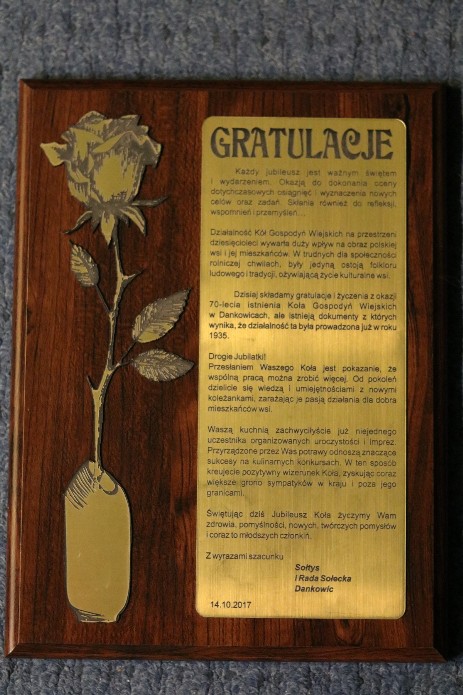 GRATULACJE
Każdy jubileusz jest ważnym świętem
i wydarzeniem. Okazją do dokonania oceny
dotychczasowych osiągnięć i wyznaczenia nowych
celów oraz zadań. Skłania również do refleksji,
wspomnień i przemyśleń...
Działalność Kół Gospodyń Wiejskich na przestrzeni
dziesięcioleci wywarła duży wpływ na obraz polskiej
wsi i jej mieszkańców. W trudnych dla społeczności
rolniczej chwilach, były jedyną ostoją folkloru
ludowego i tradycji, ożywiającą życie kulturalne wsi.
Dzisiaj składamy gratulacje i życzenia z okazji
70-lecia istnienia Koła Gospodyń Wiejskich
w Dankowicach, ale istnieją dokumenty z których
wynika, że działalność ta była prowadzona już w roku
1935.
Drogie Jubilatki!
Przesłaniem Waszego Koła jest pokazanie, że
wspólną pracą można zrobić więcej. Od pokoleń
dzielicie się wiedzą i umiejętnościami z nowymi
koleżankami, zarażając je pasją działania dla dobra
mieszkańców wsi.
Waszą kuchnią zachwyciłyście już niejednego
uczestnika organizowanych uroczystości i imprez.
Przyrządzone przez Was potrawy odnoszą znaczące
sukcesy na kulinarnych konkursach. W ten sposób
kreujecie pozytywny wizerunek Koła, zyskując coraz
większe grono sympatyków w kraju i poza jego
granicami.
Świętując dziś Jubileusz Koła życzymy Wam
zdrowia, pomyślności, nowych, twórczych pomysłów
i coraz to młodszych członkiń.
Z wyrazami szacunku
Sołtys
i Rada Sołecka
Dankowic
14.10.2017